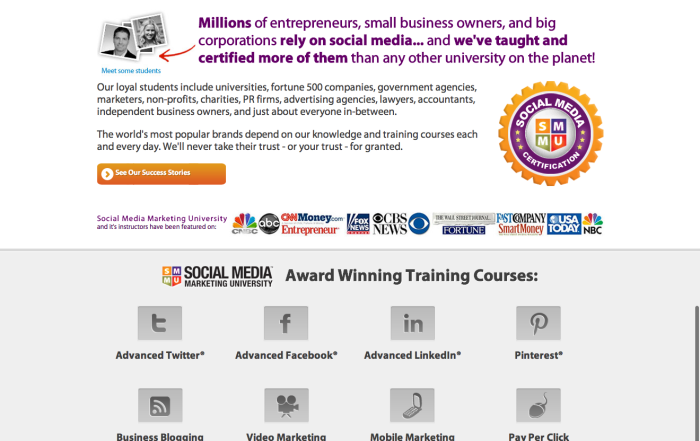 Millions of entrepreneurs, small business owners, and big
corporations rely on social media... and we've taught and
certified more of them than any other university on the planet!
Meet some students
Our loyal students include universities, fortune 500 companies, government agencies,
marketers, non-profits, charities, PR firms, advertising agencies, lawyers, accountants,
independent business owners, and just about everyone in-between.
The world's most popular brands depend on our knowledge and training courses each
and every day. We'll never take their trust - or your trust - for granted.
See Our Success Stories
SOCIAL MEDIA
SM
MU
CERTIFICATION
Social Media Marketing University
and it's instructors have been featured on:
CNBC
abc
CNNMoney.com
Entrepreneur
FOX
NEWS
CBS
NEWS
THE WALL STREET JOURNAL
FORTUNE
FAST COMPANY
SmartMoney
USA
TODAY
NBC
SM
MU
SOCIAL MEDIA
MARKETING UNIVERSITY
Award Winning Training Courses:
Advanced Twitter*
Advanced Facebook*
Advanced LinkedIn*
Pinterest*
Business Blogging
Video Marketing
Mobile Marketing
Pay Per Click